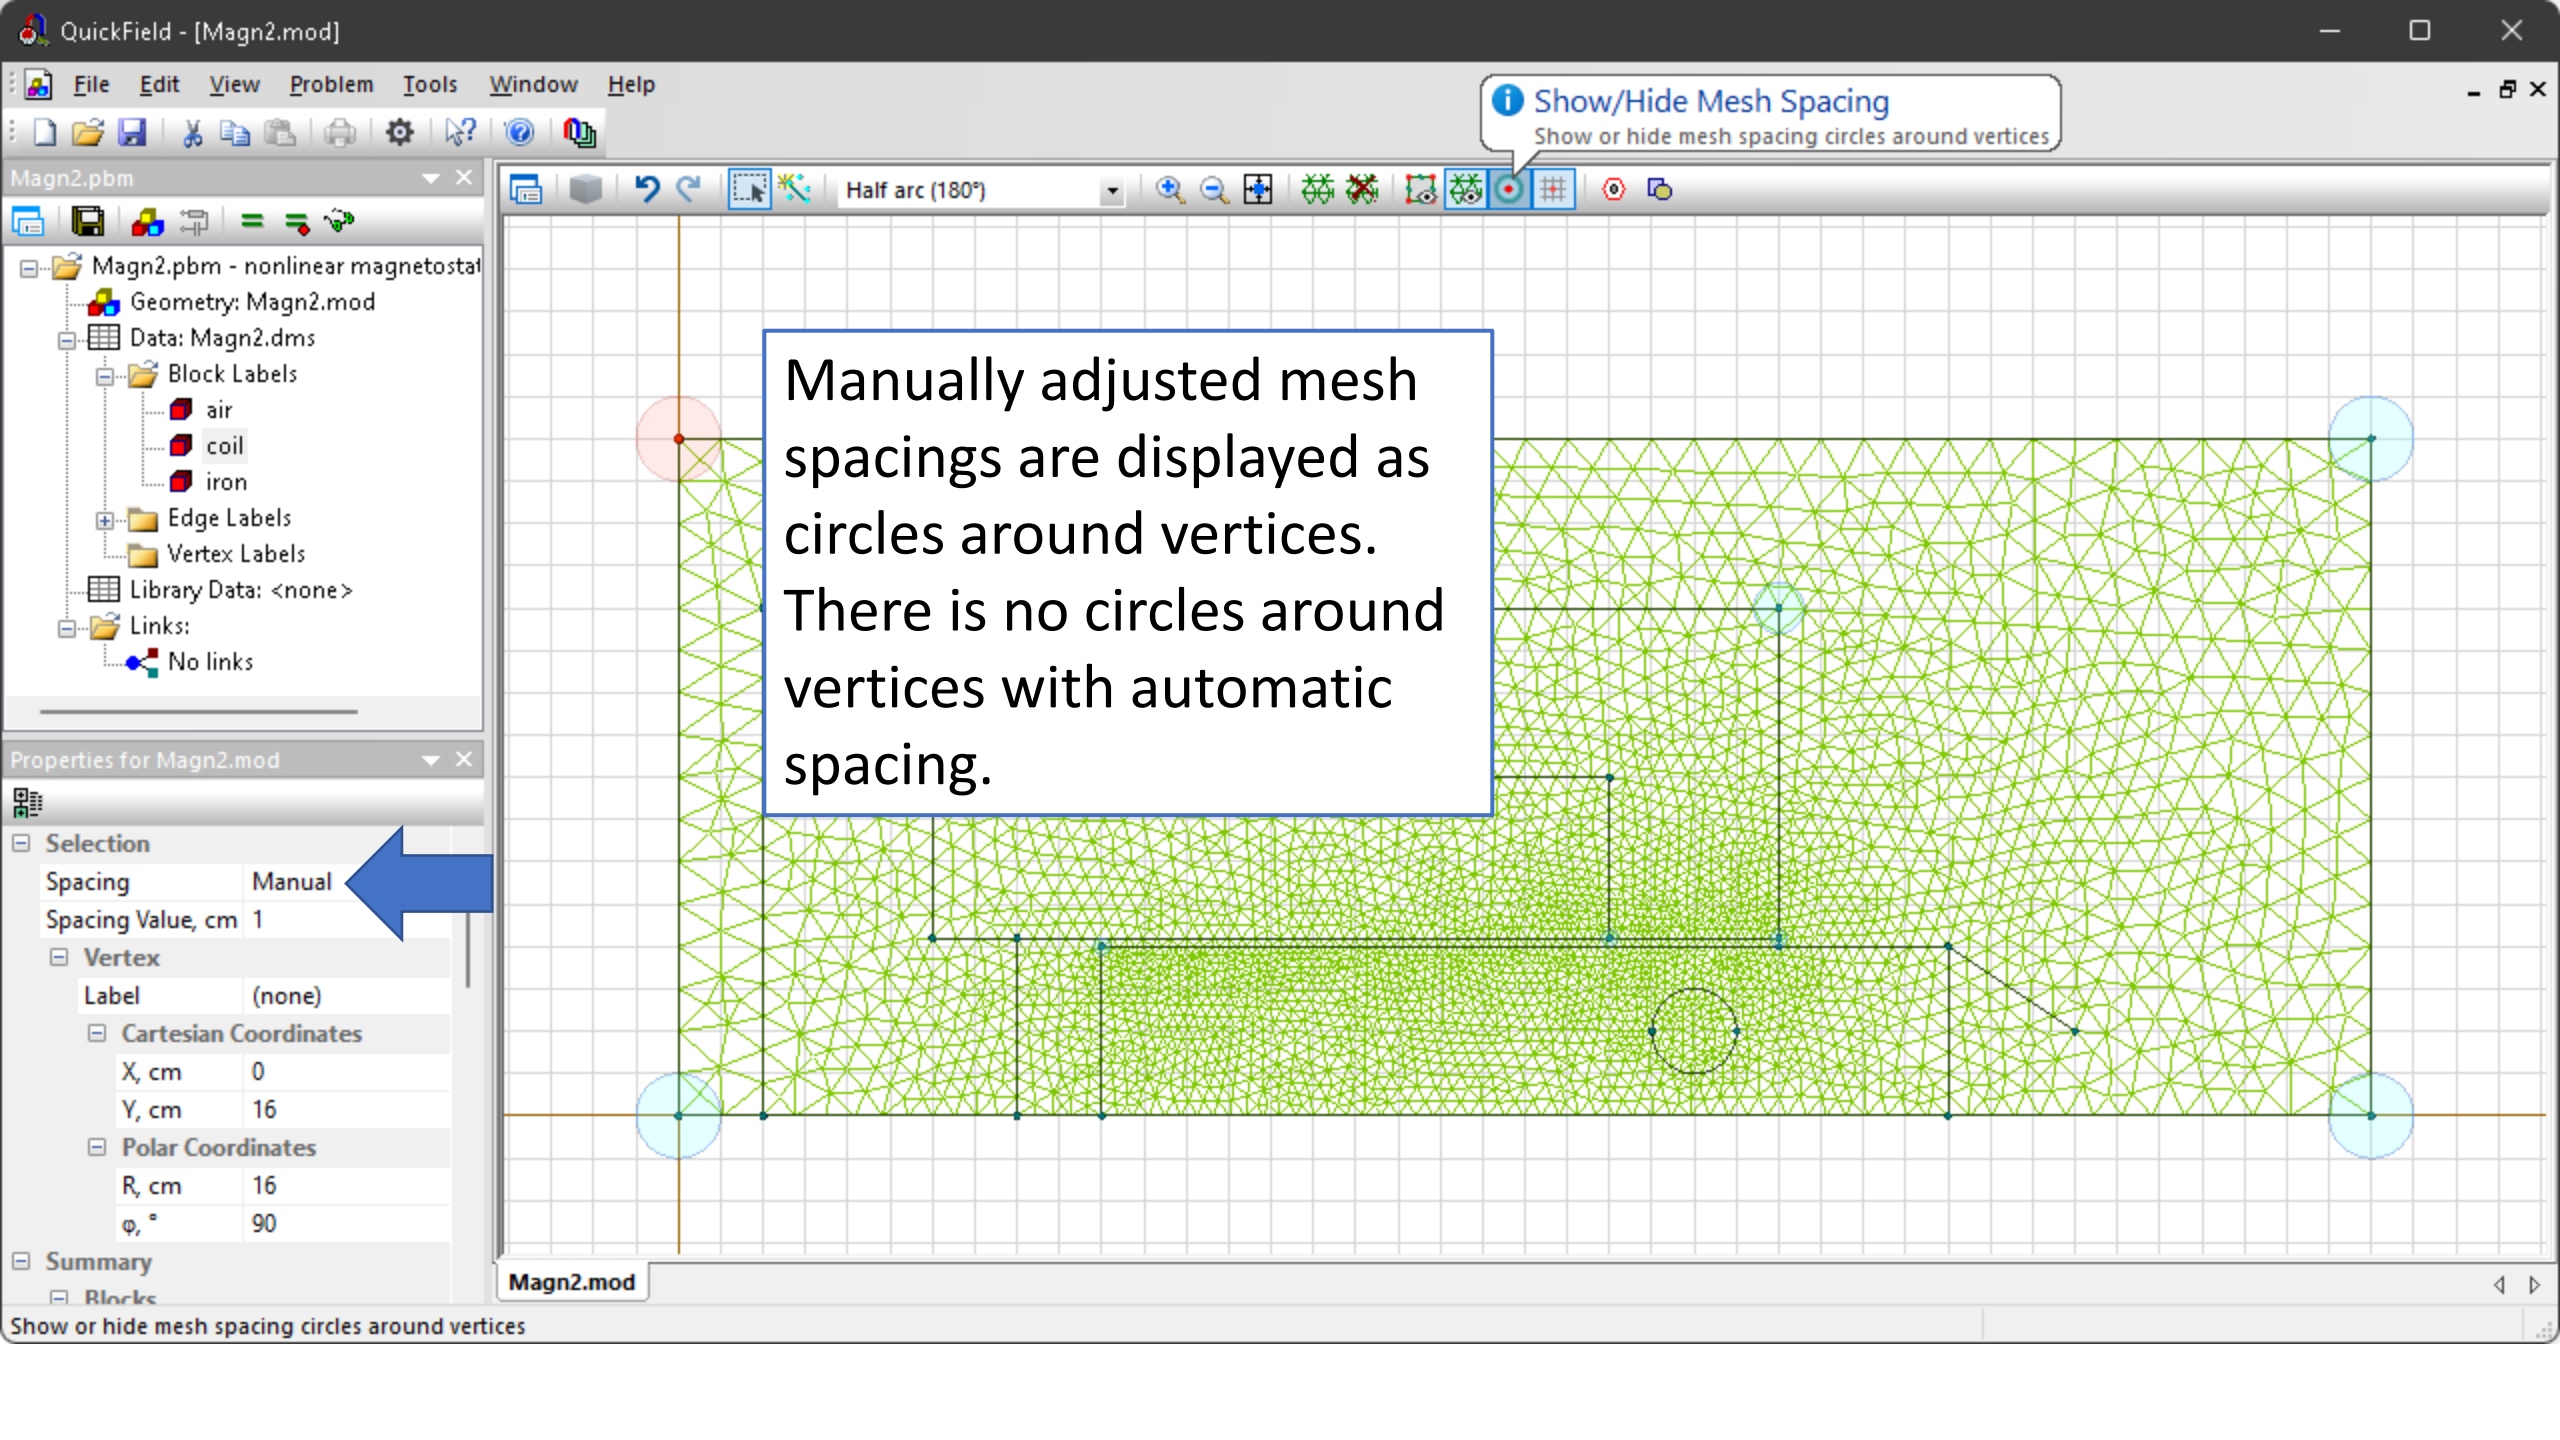 QuickField - [Magn2.mod]
File Edit View Problem Tools Window Help
Show/Hide Mesh Spacing
Show or hide mesh spacing circles around vertices
Magn2.pbm
Half arc (180°)
Magn2.pbm - nonlinear magnetostat
Geometry: Magn2.mod
Data: Magn2.dms
Block Labels
air
coil
iron
Edge Labels
Vertex Labels
Library Data: <none>
Links:
No links
Manually adjusted mesh
spacings are displayed as
circles around vertices.
There is no circles around
vertices with automatic
spacing.
Properties for Magn2.mod
Selection
Spacing Manual
Spacing Value, cm 1
Vertex
Label (none)
Cartesian Coordinates
X, cm 0
Y, cm 16
Polar Coordinates
R, cm 16
φ, ° 90
Summary
Blocks
Magn2.mod
Show or hide mesh spacing circles around vertices